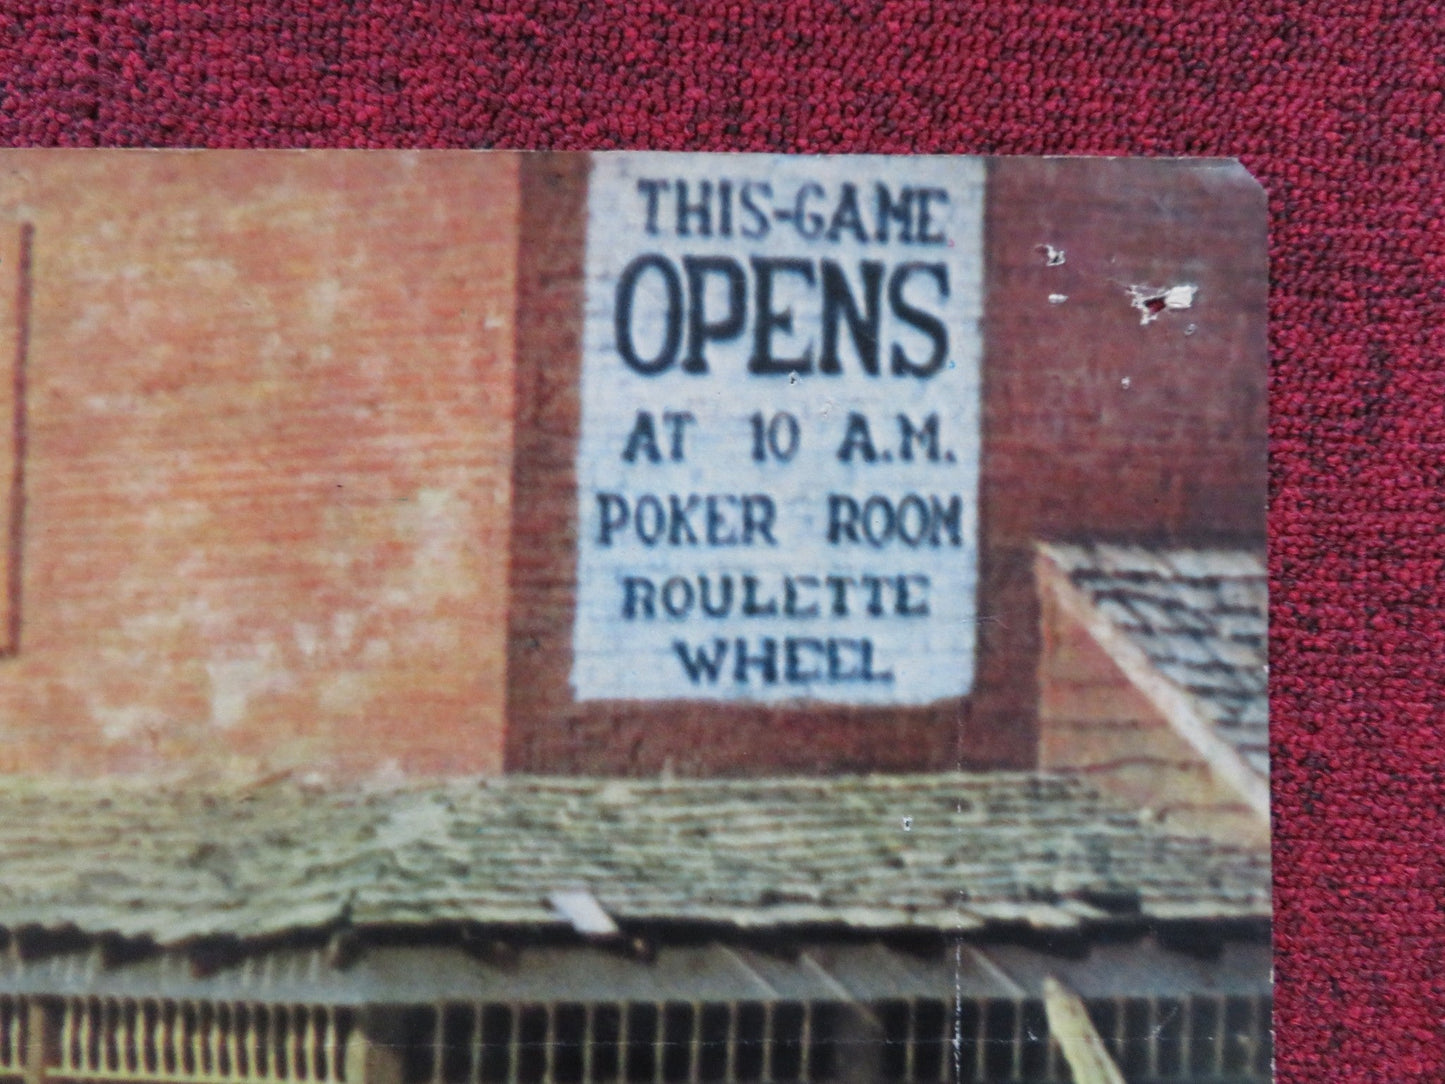 THIS-GAME
OPENS
AT 10 A.M.
POKER ROOM
ROULETTE
WHEEL